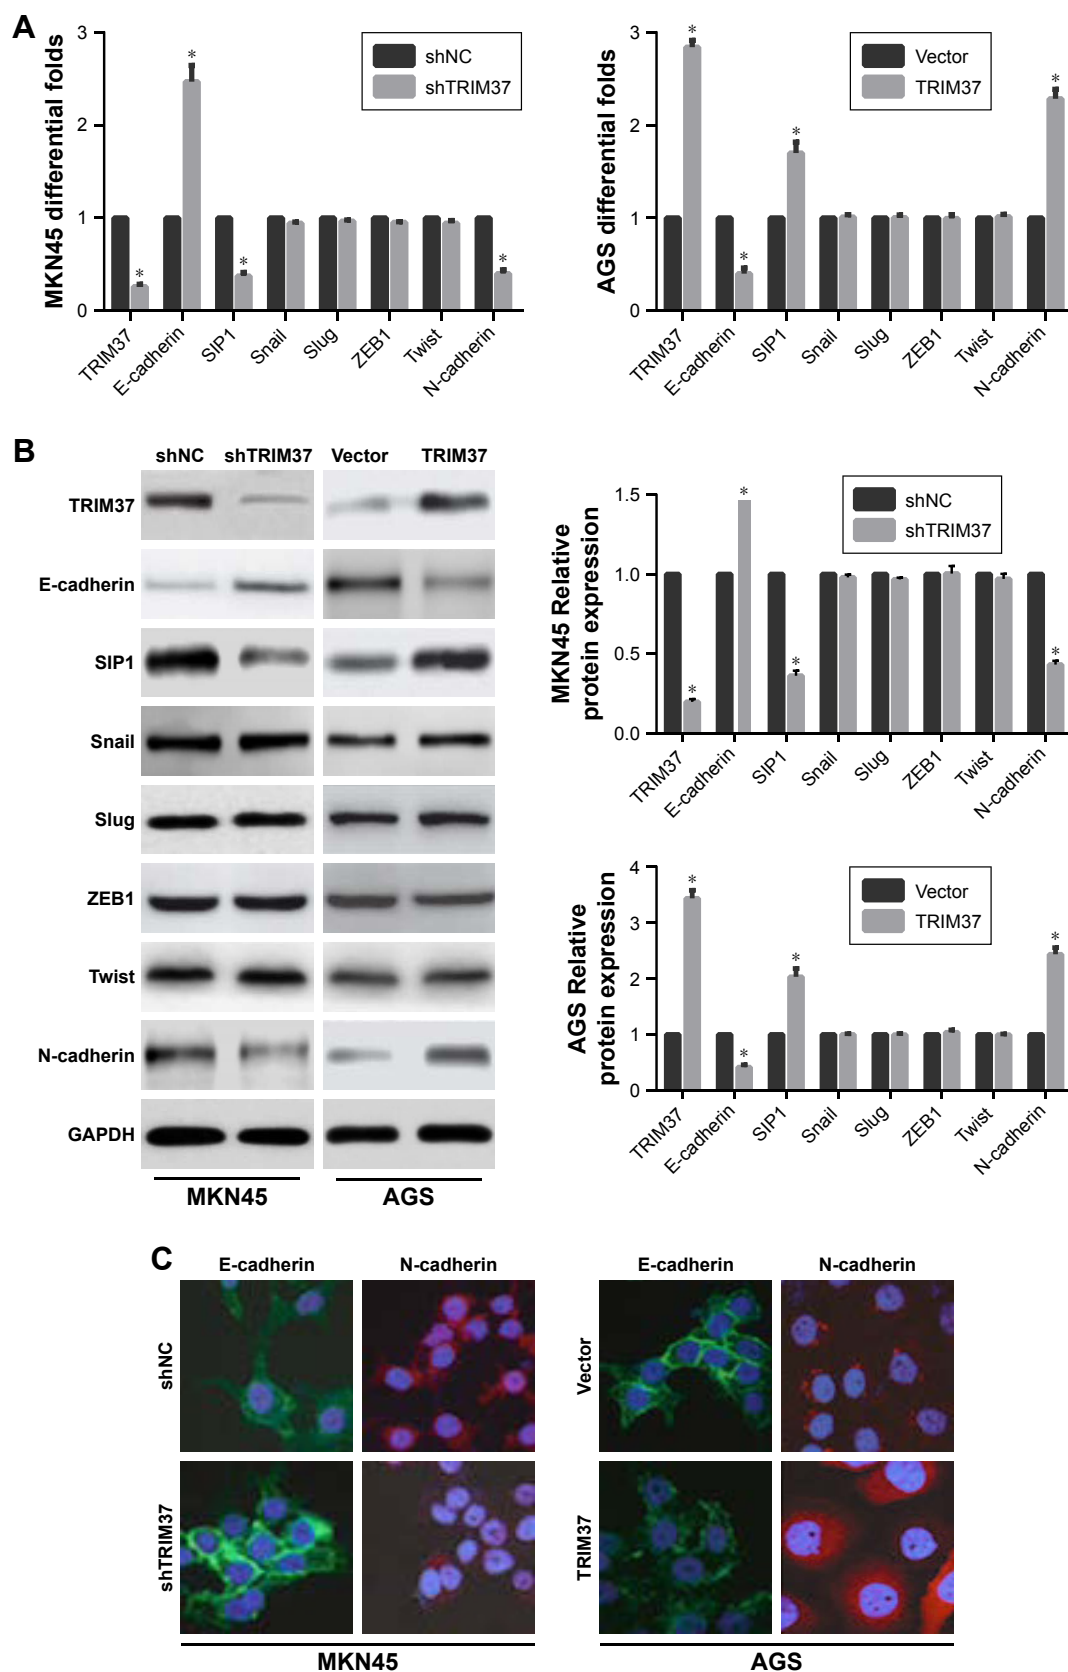 A
MKN45 differential folds
3
2
1
0
shNC
shTRIM37
*
*
*
*
TRIM37
E-cadherin
SIP1
Snail
Slug
ZEB1
Twist
N-cadherin
AGS differential folds
3
2
1
0
Vector
TRIM37
*
*
*
*
TRIM37
E-cadherin
SIP1
Snail
Slug
ZEB1
Twist
N-cadherin
B
shNC shTRIM37 Vector TRIM37
TRIM37
E-cadherin
SIP1
Snail
Slug
ZEB1
Twist
N-cadherin
GAPDH
MKN45 AGS
MKN45 Relative
protein expression
1.5
1.0
0.5
0.0
shNC
shTRIM37
*
*
*
*
TRIM37
E-cadherin
SIP1
Snail
Slug
ZEB1
Twist
N-cadherin
AGS Relative
protein expression
4
3
2
1
0
Vector
TRIM37
*
*
*
*
TRIM37
E-cadherin
SIP1
Snail
Slug
ZEB1
Twist
N-cadherin
C
E-cadherin N-cadherin E-cadherin N-cadherin
shNC
Vector
shTRIM37
TRIM37
MKN45 AGS